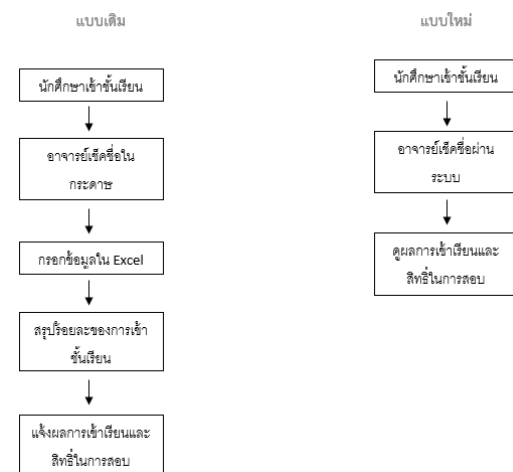 แบบเดิม
นักศึกษาเข้าชั้นเรียน
อาจารย์เช็คชื่อใน
กระดาษ
กรอกข้อมูลใน Excel
สรุปร้อยละของการเข้า
ชั้นเรียน
แจ้งผลการเข้าเรียนและ
สิทธิ์ในการสอบ
แบบใหม่
นักศึกษาเข้าชั้นเรียน
อาจารย์เช็คชื่อผ่าน
ระบบ
ดูผลการเข้าเรียนและ
สิทธิ์ในการสอบ